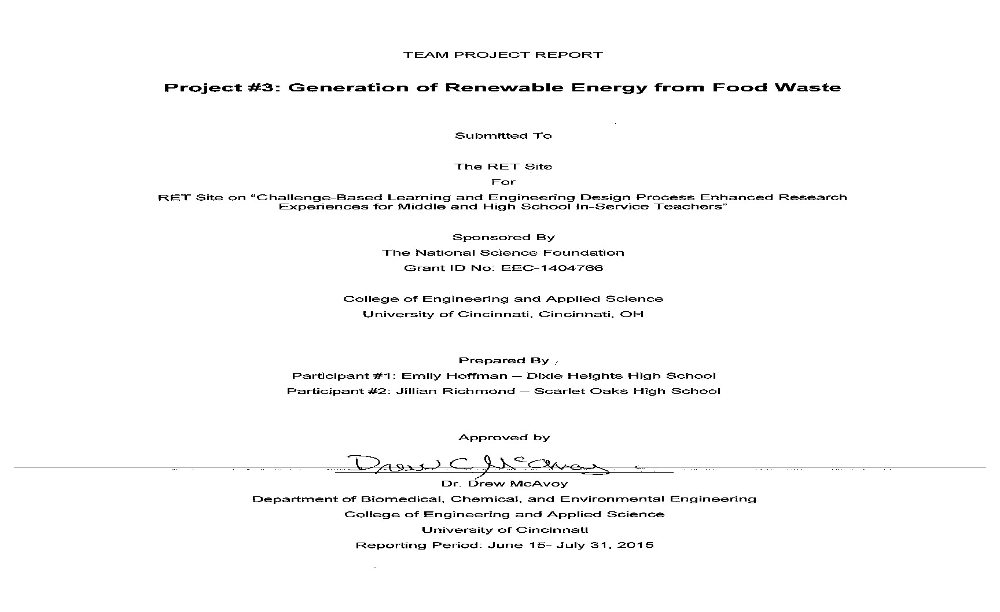 TEAM PROJECT REPORT
Project #3: Generation of Renewable Energy from Food Waste
Submitted To
The RET Site
For
RET Site on “Challenge-Based Learning and Engineering Design Process Enhanced Research
Experiences for Middle and High School In-Service Teachers”
Sponsored By
The National Science Foundation
Grant ID No: EEC-1404766
College of Engineering and Applied Science
University of Cincinnati, Cincinnati, OH
Prepared By
Participant #1: Emily Hoffman – Dixie Heights High School
Participant #2: Jillian Richmond – Scarlet Oaks High School
Approved by
Drew C McAvoy
Dr. Drew McAvoy
Department of Biomedical, Chemical, and Environmental Engineering
College of Engineering and Applied Science
University of Cincinnati
Reporting Period: June 15- July 31, 2015